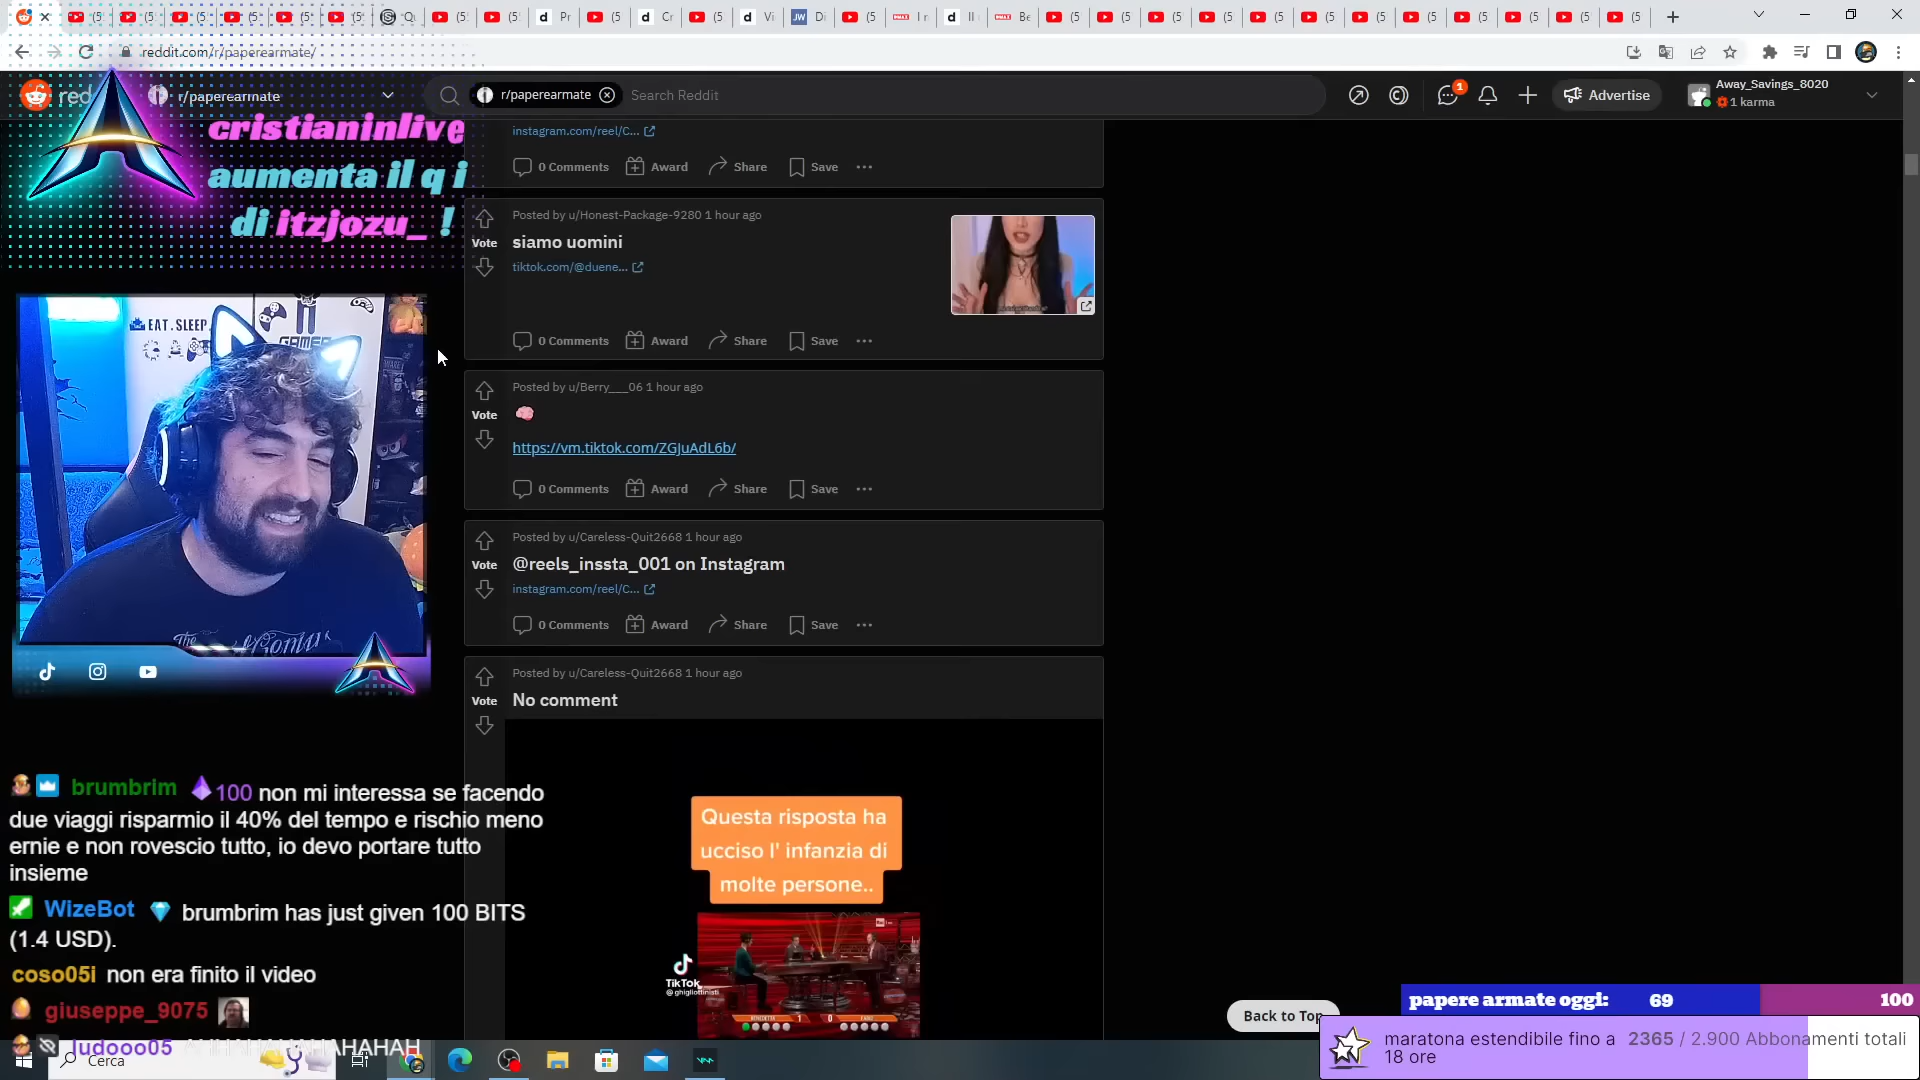 reddit.com/r/paperearmate/
red
r/paperearmate
r/paperearmate
Search Reddit
1
Advertise
Away_Savings_8020
1 karma
cristianinlive
aumenta il q i
di itzjozu_ !
EAT.SLEEP.
GAMER
instagram.com/reel/C...
0 Comments Award Share Save
Posted by u/Honest-Package-9280 1 hour ago
Vote
siamo uomini
tiktok.com/@duene...
0 Comments Award Share Save
Posted by u/Berry___06 1 hour ago
Vote
https://vm.tiktok.com/ZGJuAdL6b/
0 Comments Award Share Save
Posted by u/Careless-Quit2668 1 hour ago
Vote
@reels_inssta_001 on Instagram
instagram.com/reel/C...
0 Comments Award Share Save
Posted by u/Careless-Quit2668 1 hour ago
Vote
No comment
Questa risposta ha
ucciso l' infanzia di
molte persone..
TikTok
@ghigliottinisti
brumbrim 100 non mi interessa se facendo
due viaggi risparmio il 40% del tempo e rischio meno
ernie e non rovescio tutto, io devo portare tutto
insieme
WizeBot brumbrim has just given 100 BITS
(1.4 USD).
coso05i non era finito il video
giuseppe_9075
ludooo05
Cerca
Back to Top
papere armate oggi: 69 100
maratona estendibile fino a 2365 / 2.900 Abbonamenti totali
18 ore